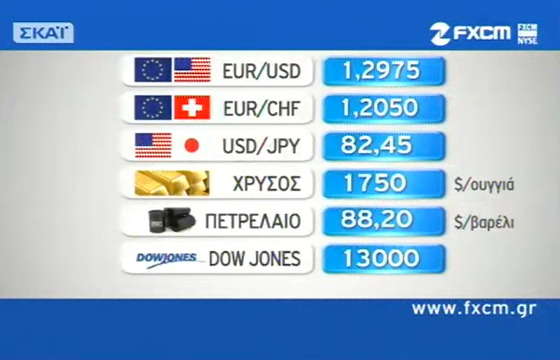 ΣΚΑΪ
FXCM FXCM NYSE
EUR/USD 1,2975
EUR/CHF 1,2050
USD/JPY 82,45
ΧΡΥΣΟΣ 1750 $/ουγγιά
ΠΕΤΡΕΛΑΙΟ 88,20 $/βαρέλι
DOWJONES DOW JONES 13000
www.fxcm.gr